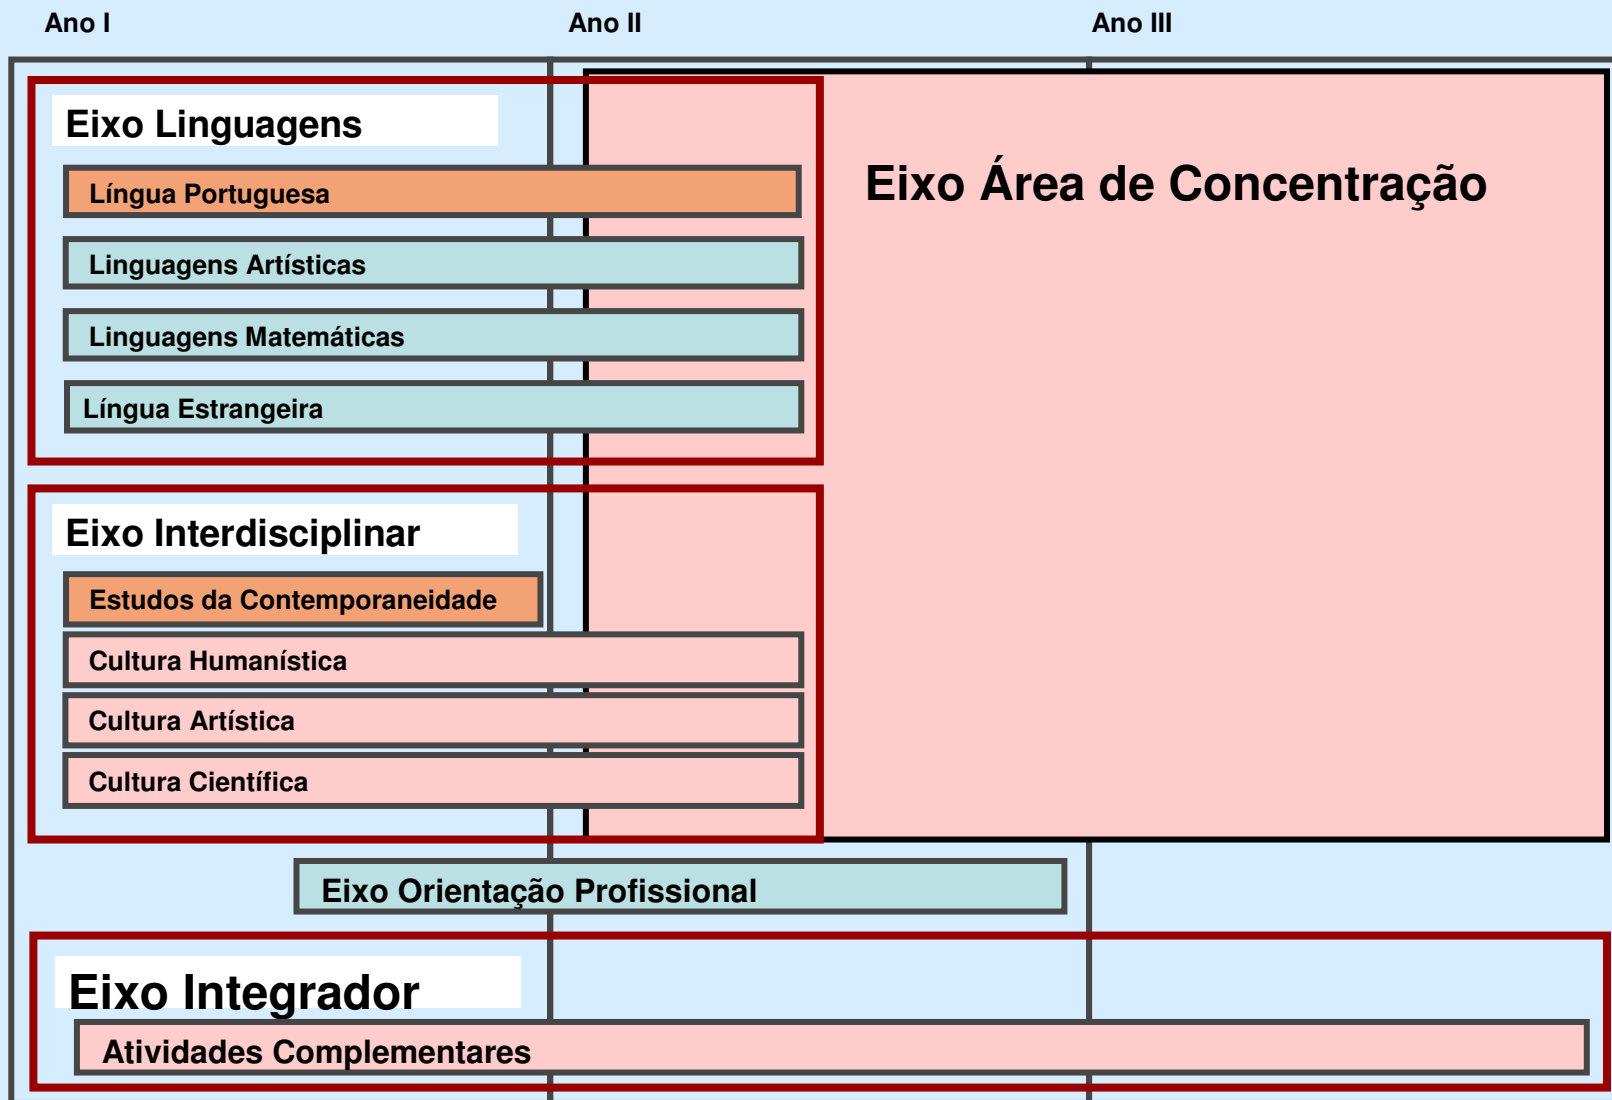 Ano I
Ano II
Ano III
Eixo Linguagens
Língua Portuguesa
Linguagens Artísticas
Linguagens Matemáticas
Língua Estrangeira
Eixo Área de Concentração
Eixo Interdisciplinar
Estudos da Contemporaneidade
Cultura Humanística
Cultura Artística
Cultura Científica
Eixo Orientação Profissional
Eixo Integrador
Atividades Complementares